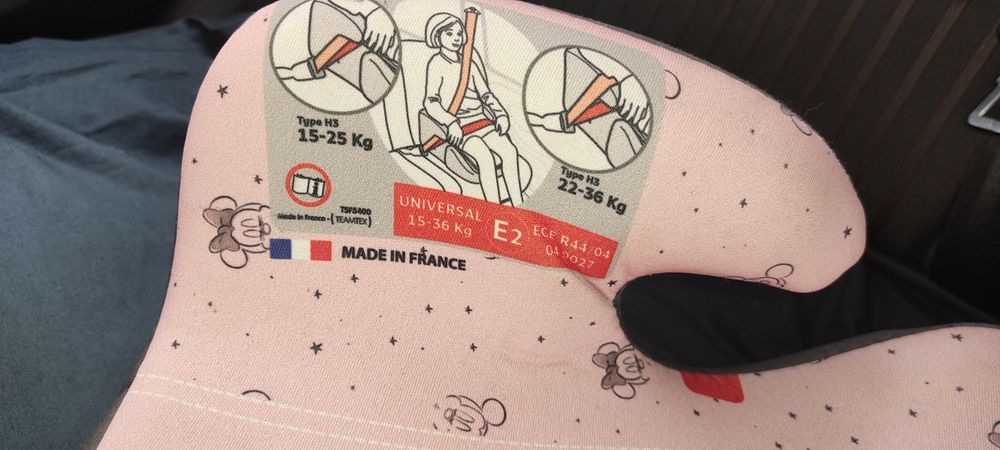 Type H3
15-25 Kg
Type H3
22-36 Kg
TSF5400
Made in France - (TEAMTEX)
UNIVERSAL
15-36 Kg
E2
ECE R44/04
MADE IN FRANCE